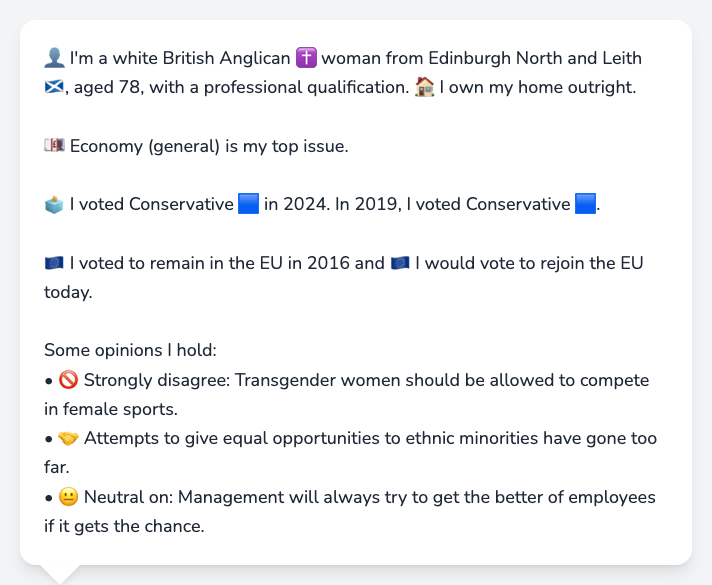 👤 I'm a white British Anglican ✝️ woman from Edinburgh North and Leith
🏴󠁧󠁢󠁳󠁣󠁴󠁿, aged 78, with a professional qualification. 🏠 I own my home outright.
💷 Economy (general) is my top issue.
🗳️ I voted Conservative 🟦 in 2024. In 2019, I voted Conservative 🟦.
🇪🇺 I voted to remain in the EU in 2016 and 🇪🇺 I would vote to rejoin the EU
today.
Some opinions I hold:
• 🚫 Strongly disagree: Transgender women should be allowed to compete
in female sports.
• 🤝 Attempts to give equal opportunities to ethnic minorities have gone too
far.
• 😐 Neutral on: Management will always try to get the better of employees
if it gets the chance.